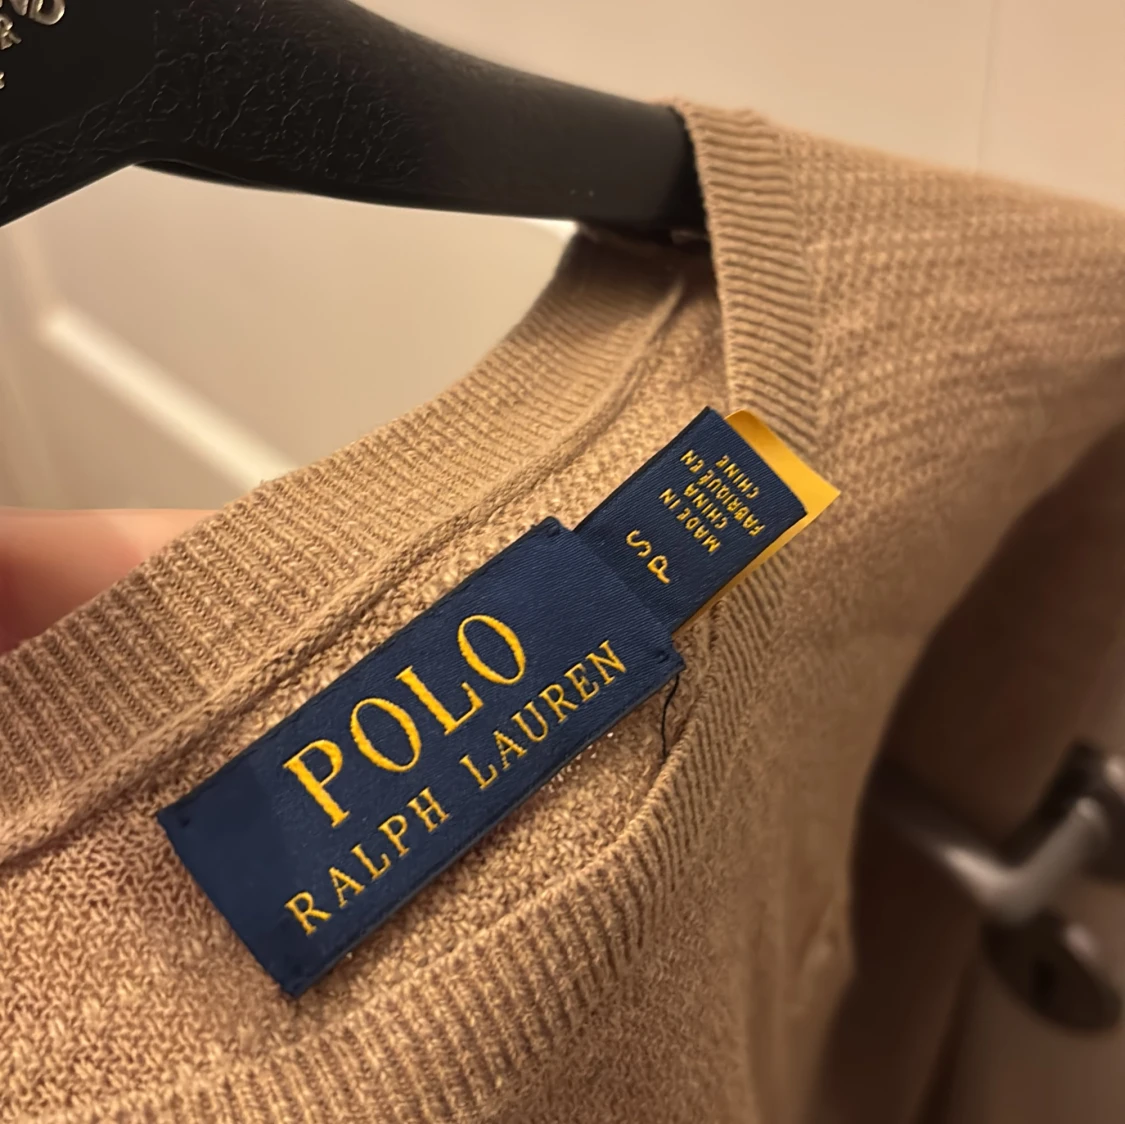 POLO
RALPH LAUREN
P S
MADE IN
CHINA
FABRIQUÉ EN
CHINE